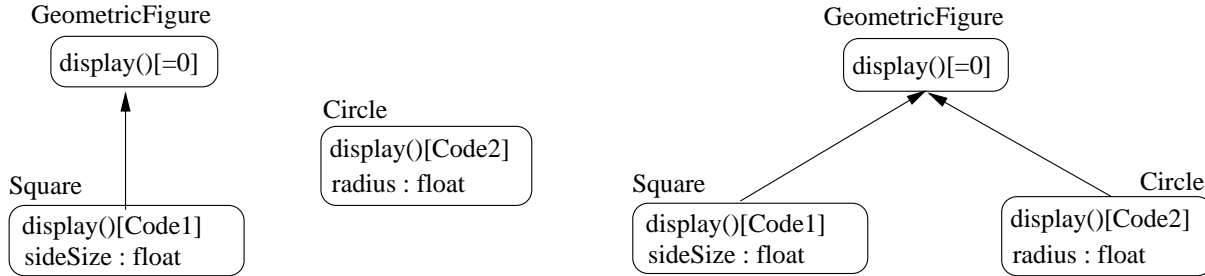 GeometricFigure
display()[=0]
Circle
display()[Code2]
radius : float
Square
display()[Code1]
sideSize : float
GeometricFigure
display()[=0]
Square
display()[Code1]
sideSize : float
Circle
display()[Code2]
radius : float